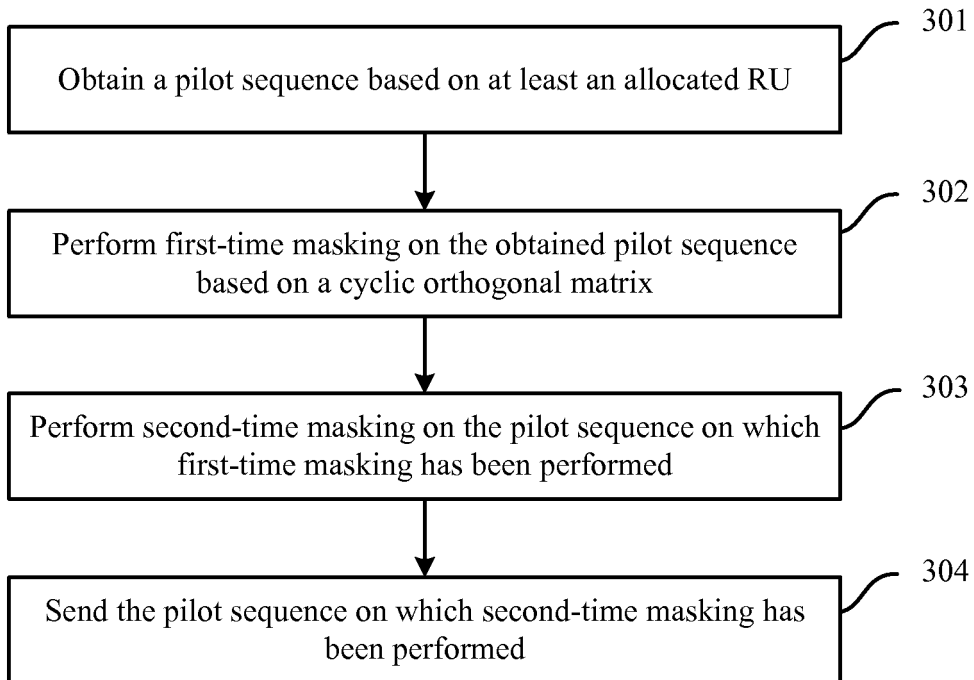 301
Obtain a pilot sequence based on at least an allocated RU
302
Perform first-time masking on the obtained pilot sequence
based on a cyclic orthogonal matrix
303
Perform second-time masking on the pilot sequence on which
first-time masking has been performed
304
Send the pilot sequence on which second-time masking has
been performed